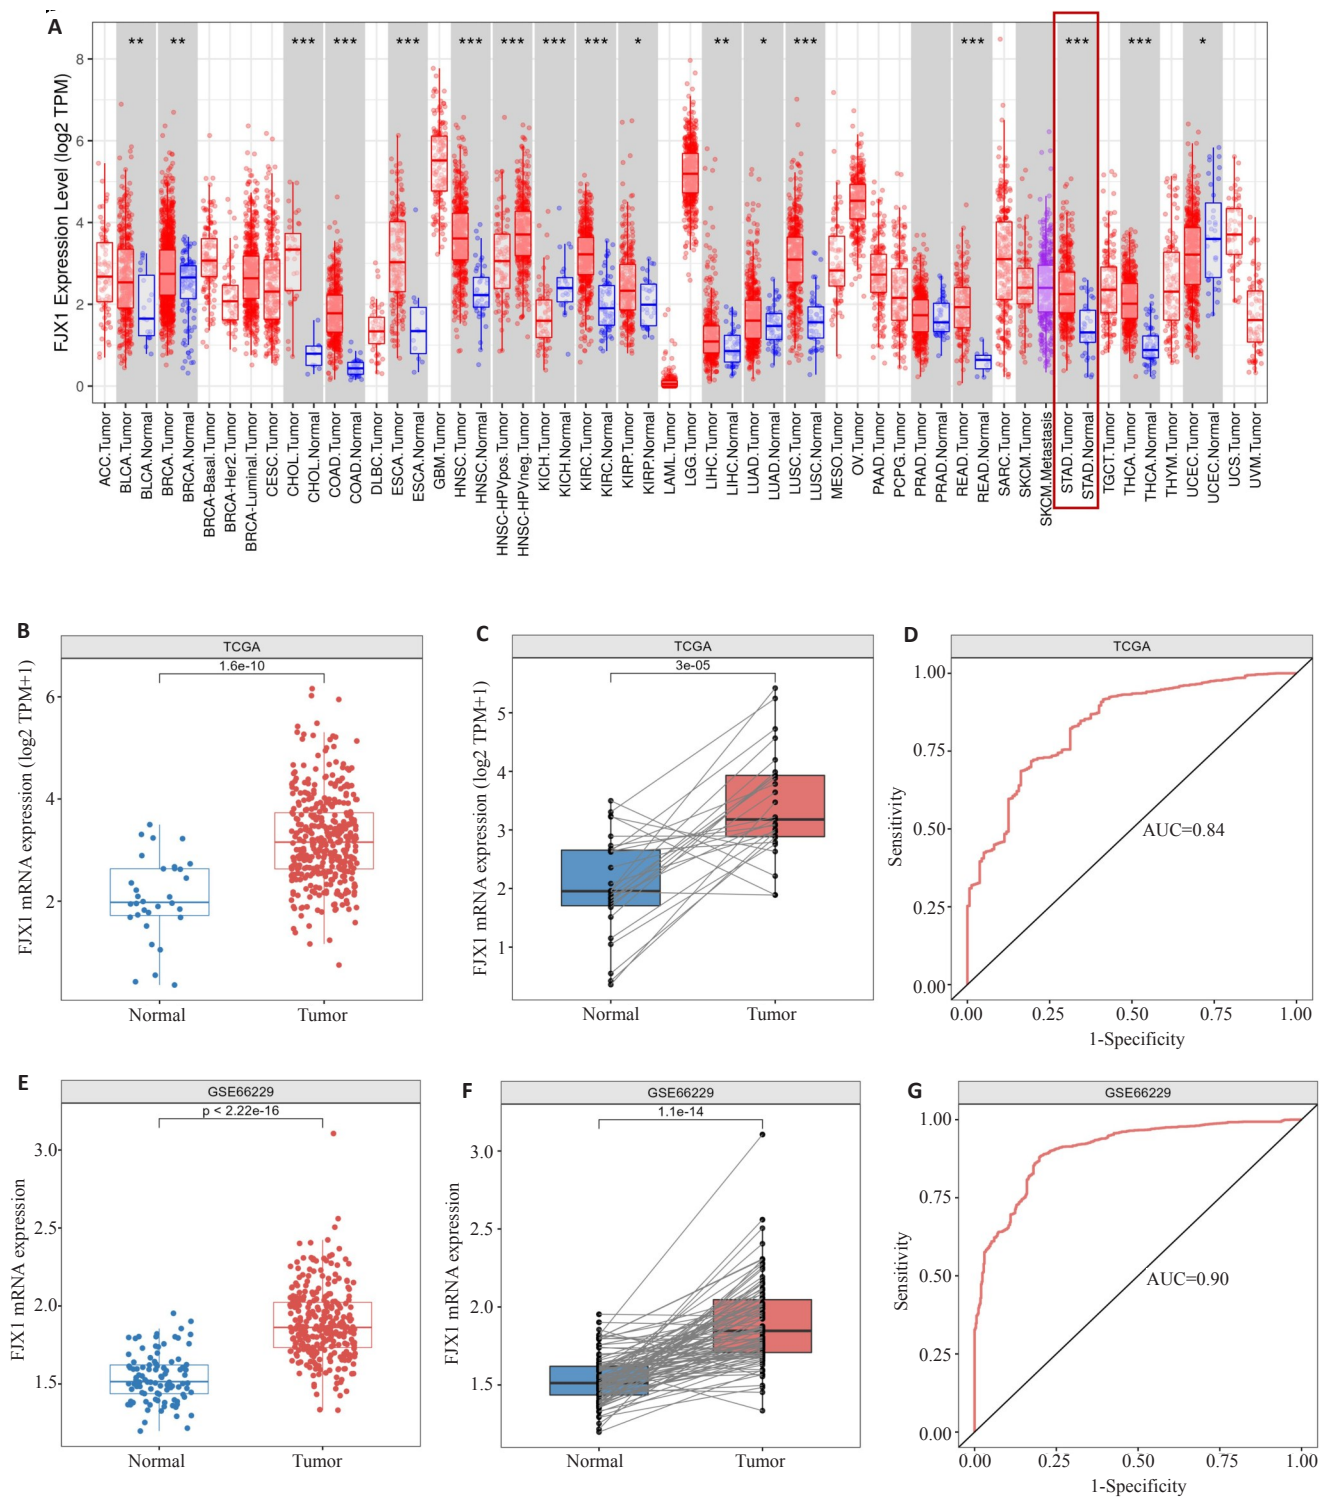 A
** ** *** *** *** *** *** *** *** * ** * *** *** *** *** *
FJX1 Expression Level (log2 TPM)
8
6
4
2
0
ACC.Tumor
BLCA.Tumor
BLCA.Normal
BRCA.Tumor
BRCA.Normal
BRCA-Basal.Tumor
BRCA-Her2.Tumor
BRCA-Luminal.Tumor
CESC.Tumor
CHOL.Tumor
CHOL.Normal
COAD.Tumor
COAD.Normal
DLBC.Tumor
ESCA.Tumor
ESCA.Normal
GBM.Tumor
HNSC.Tumor
HNSC.Normal
HNSC-HPVpos.Tumor
HNSC-HPVneg.Tumor
KICH.Tumor
KICH.Normal
KIRC.Tumor
KIRC.Normal
KIRP.Tumor
KIRP.Normal
LAML.Tumor
LGG.Tumor
LIHC.Tumor
LIHC.Normal
LUAD.Tumor
LUAD.Normal
LUSC.Tumor
LUSC.Normal
MESO.Tumor
OV.Tumor
PAAD.Tumor
PCPG.Tumor
PRAD.Tumor
PRAD.Normal
READ.Tumor
READ.Normal
SARC.Tumor
SKCM.Tumor
SKCM.Metastasis
STAD.Tumor
STAD.Normal
TGCT.Tumor
THCA.Tumor
THCA.Normal
THYM.Tumor
UCEC.Tumor
UCEC.Normal
UCS.Tumor
UVM.Tumor
B
TCGA
1.6e-10
FJX1 mRNA expression (log2 TPM+1)
6
4
2
Normal Tumor
C
TCGA
3e-05
FJX1 mRNA expression (log2 TPM+1)
5
4
3
2
1
Normal Tumor
D
TCGA
Sensitivity
1.00
0.75
0.50
0.25
0.00
AUC=0.84
0.00 0.25 0.50 0.75 1.00
1-Specificity
E
GSE66229
p < 2.22e-16
FJX1 mRNA expression
3.0
2.5
2.0
1.5
Normal Tumor
F
GSE66229
1.1e-14
FJX1 mRNA expression
3.0
2.5
2.0
1.5
Normal Tumor
G
GSE66229
Sensitivity
1.00
0.75
0.50
0.25
0.00
AUC=0.90
0.00 0.25 0.50 0.75 1.00
1-Specificity